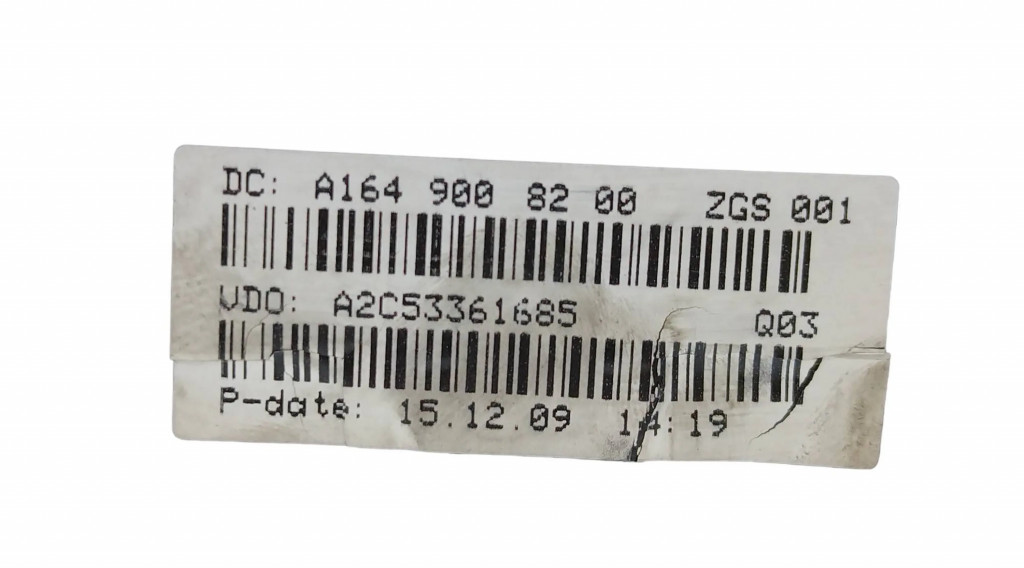 DC: A164 900 82 00 ZGS 001
VDO: A2C53361685 Q03
P-date: 15.12.09 14:19